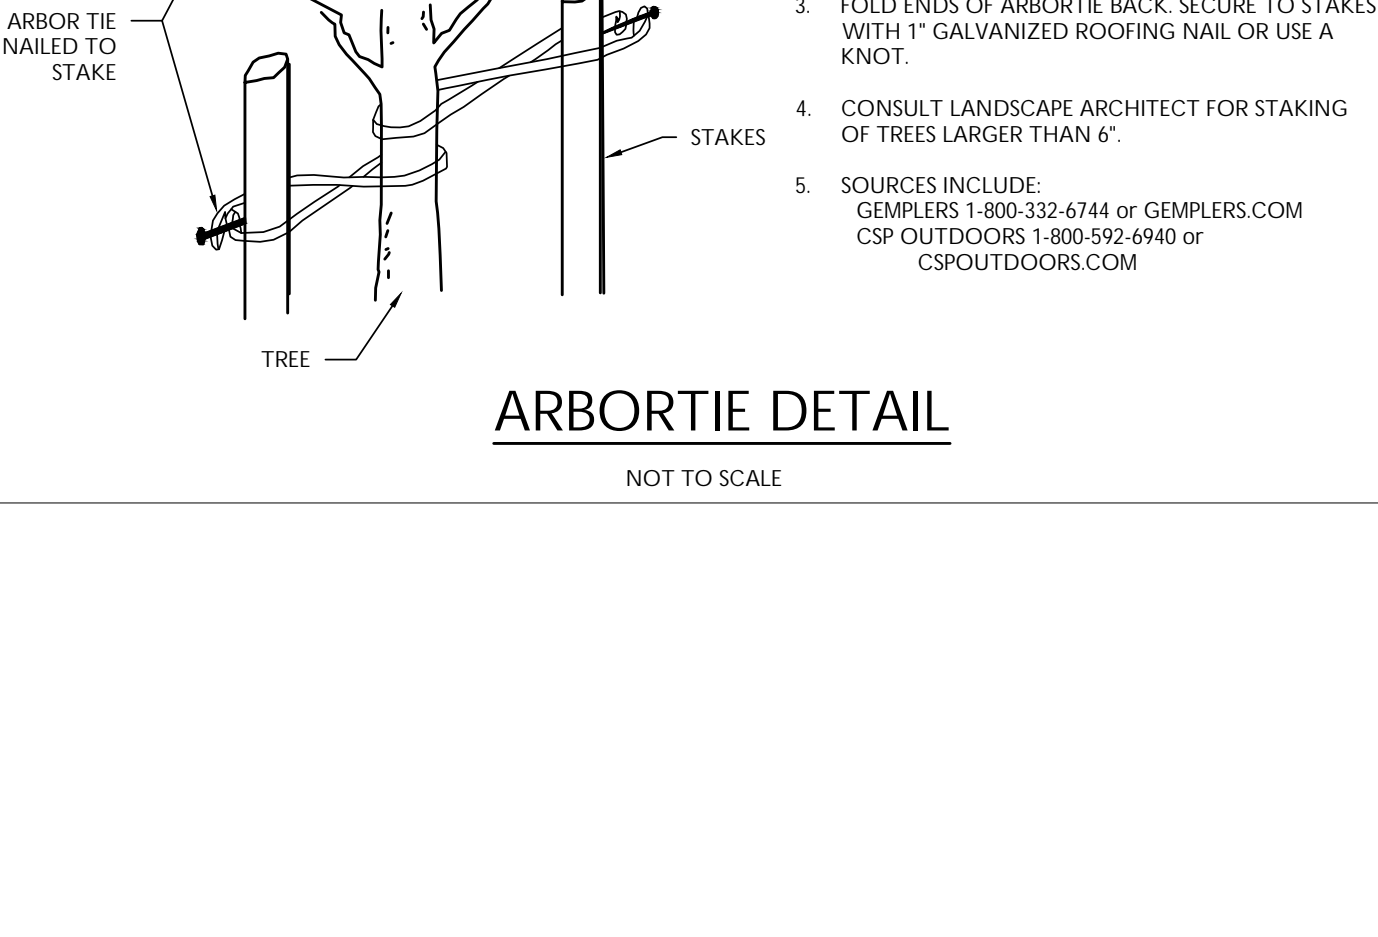 ARBOR TIE
NAILED TO
STAKE
STAKES
TREE
3. FOLD ENDS OF ARBORTIE BACK. SECURE TO STAKES
WITH 1" GALVANIZED ROOFING NAIL OR USE A
KNOT.
4. CONSULT LANDSCAPE ARCHITECT FOR STAKING
OF TREES LARGER THAN 6".
5. SOURCES INCLUDE:
GEMPLERS 1-800-332-6744 or GEMPLERS.COM
CSP OUTDOORS 1-800-592-6940 or
CSPOUTDOORS.COM
ARBORTIE DETAIL
NOT TO SCALE